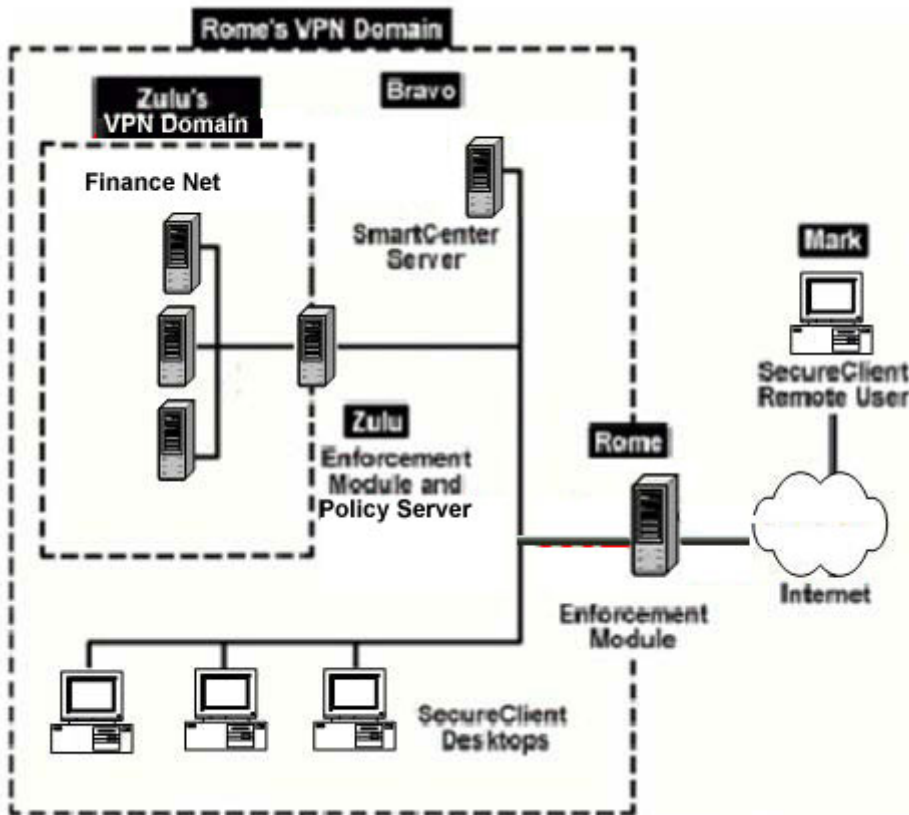 Rome's VPN Domain
Zulu's
VPN Domain
Bravo
Finance Net
SmartCenter
Server
Mark
SecureClient
Remote User
Zulu
Enforcement
Module and
Policy Server
Rome
Internet
Enforcement
Module
SecureClient
Desktops